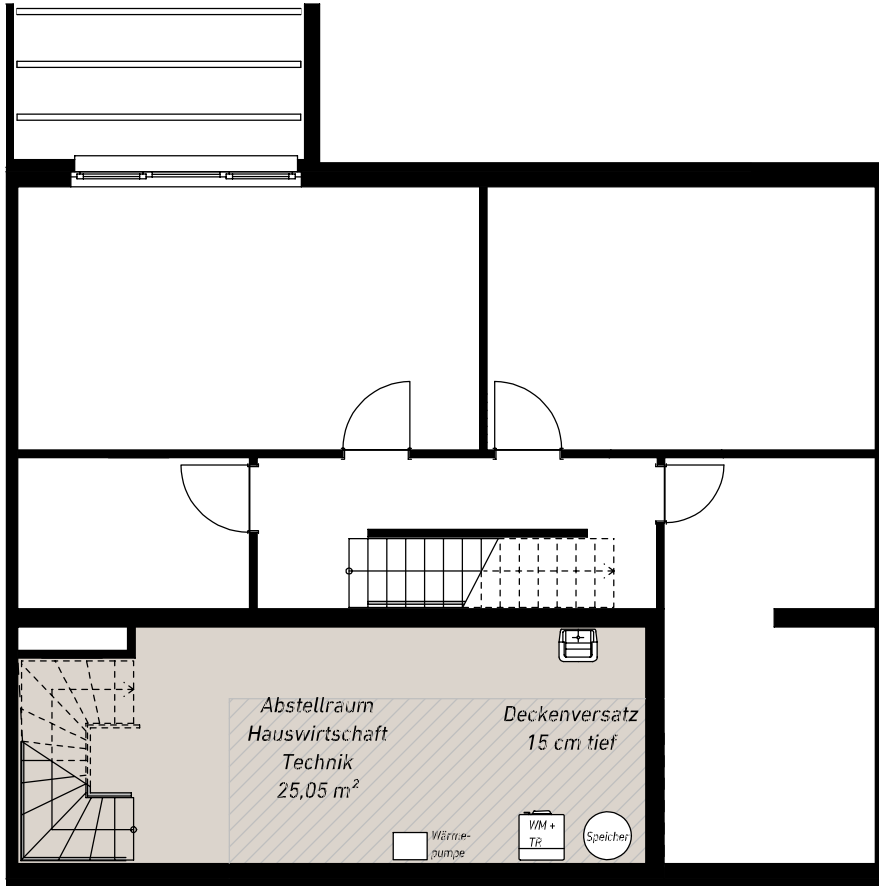 Abstellraum
Hauswirtschaft
Technik
25,05 m²
Deckenversatz
15 cm tief
Wärme-
pumpe
WM +
TR
Speicher